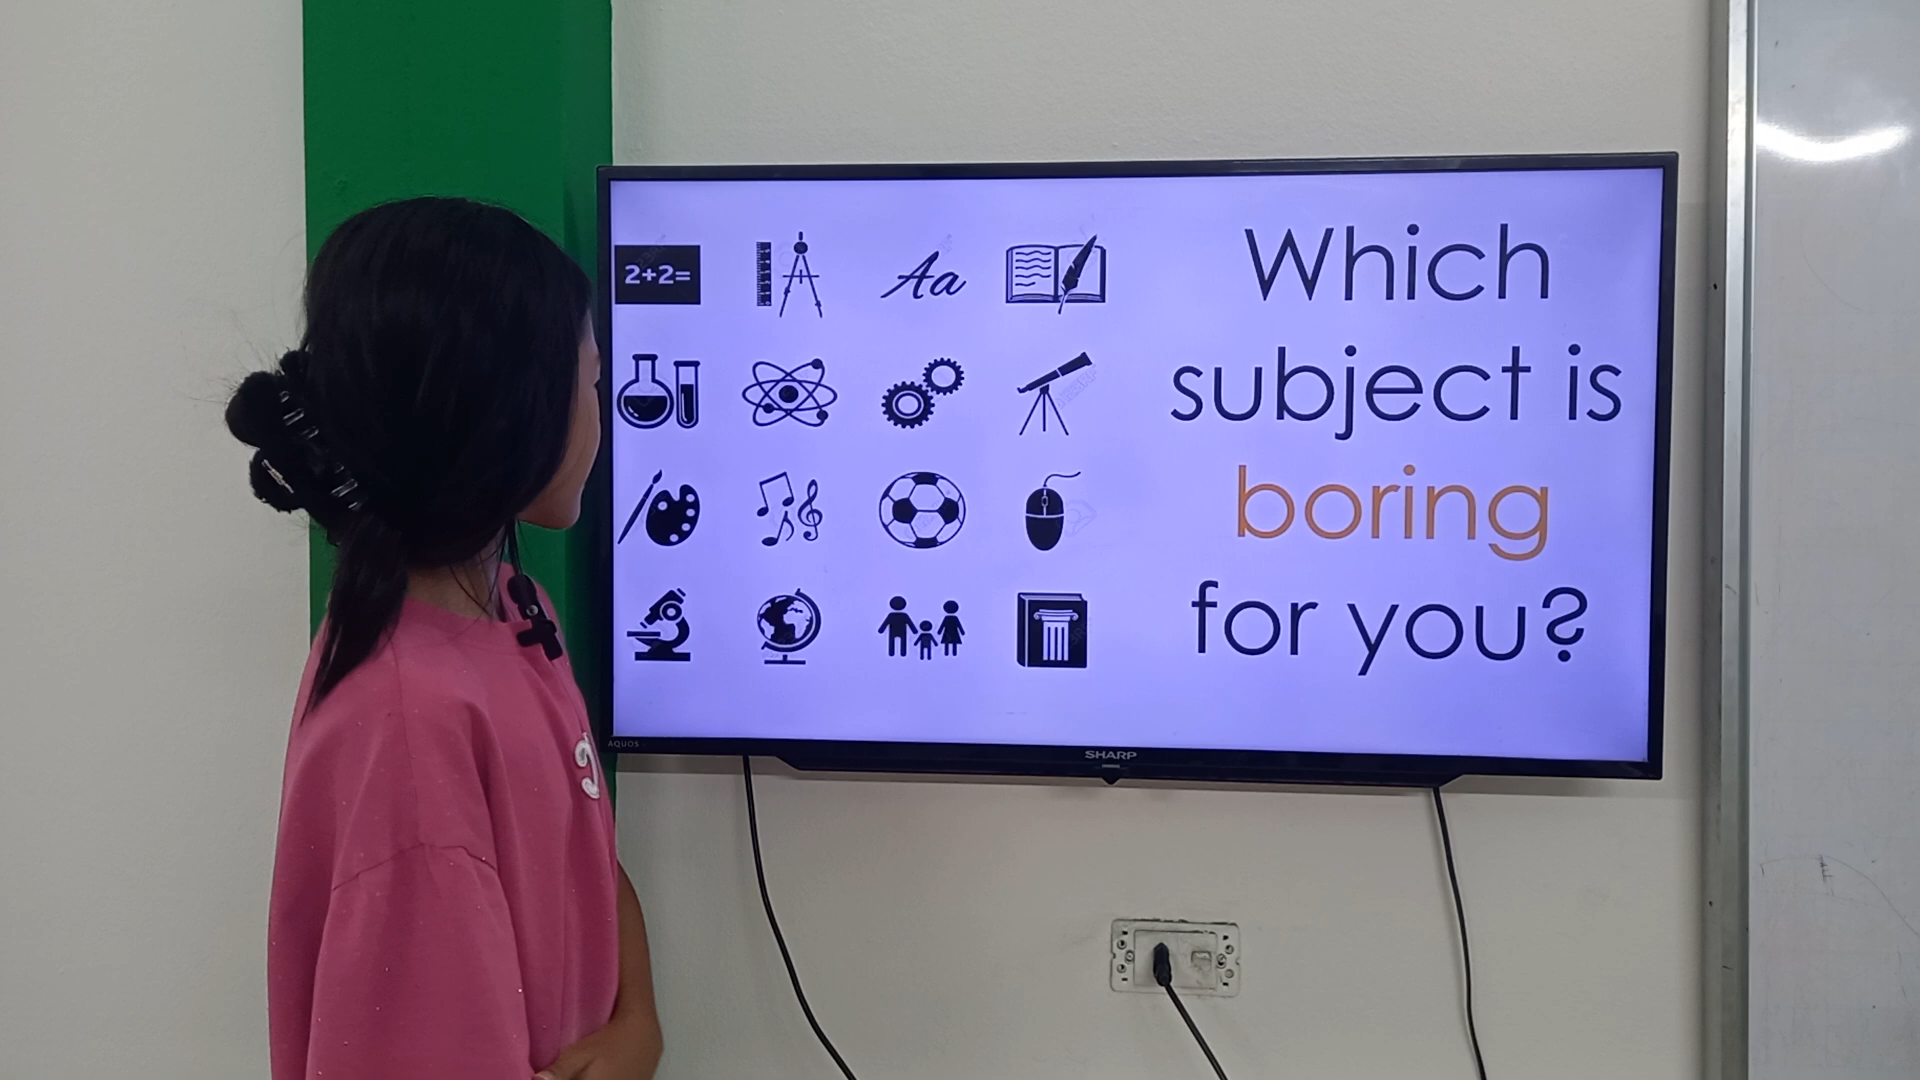 2+2=
Aa
Which
subject is
boring
for you?
AQUOS
SHARP